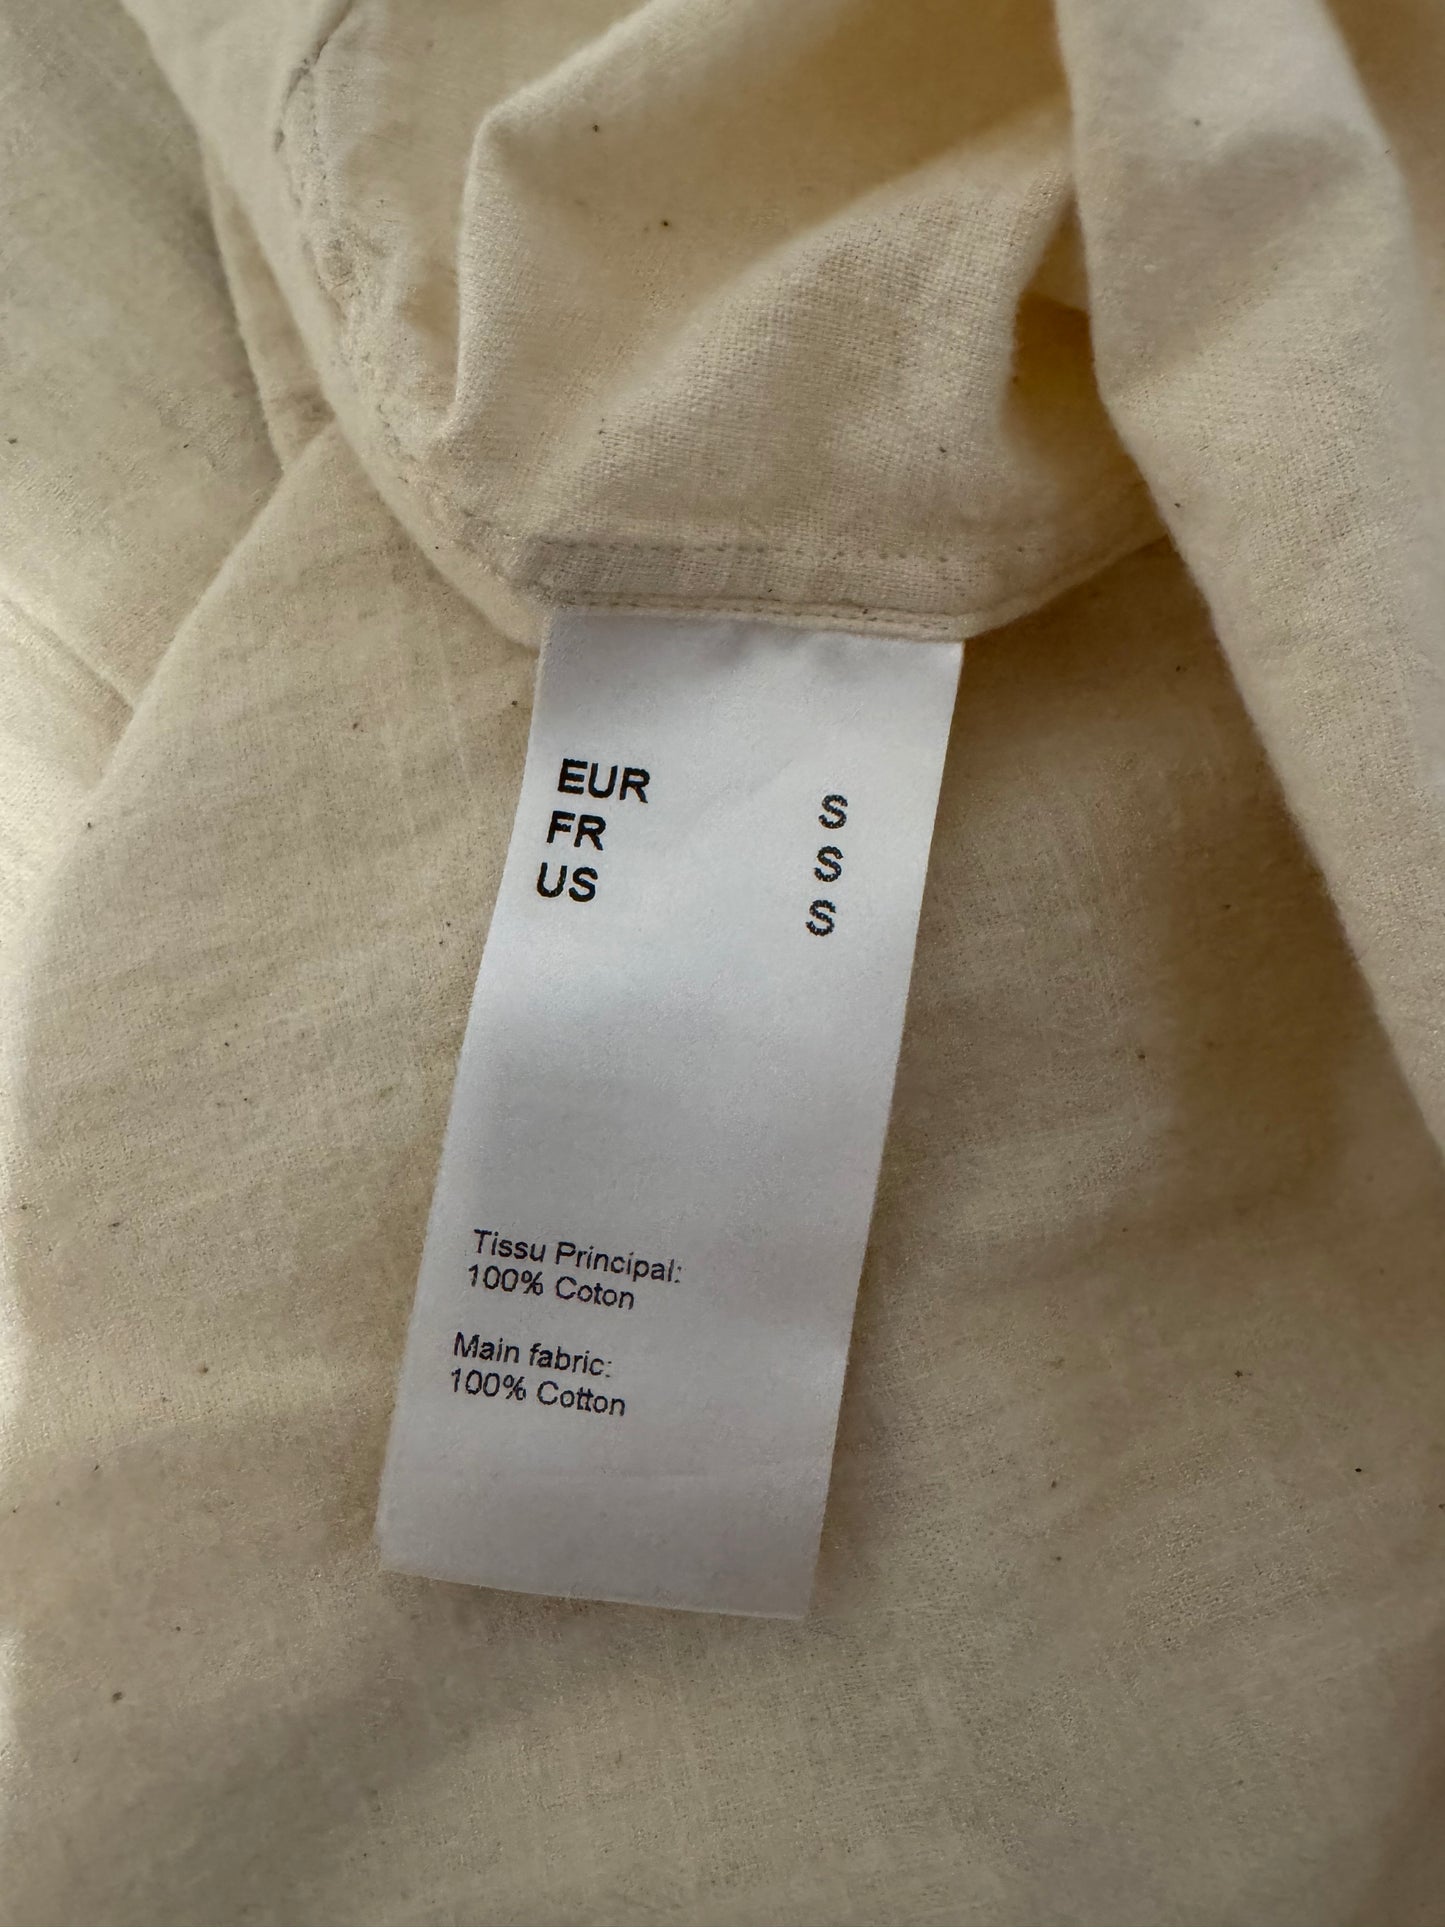 EUR S
FR S
US S
Tissu Principal:
100% Coton
Main fabric:
100% Cotton